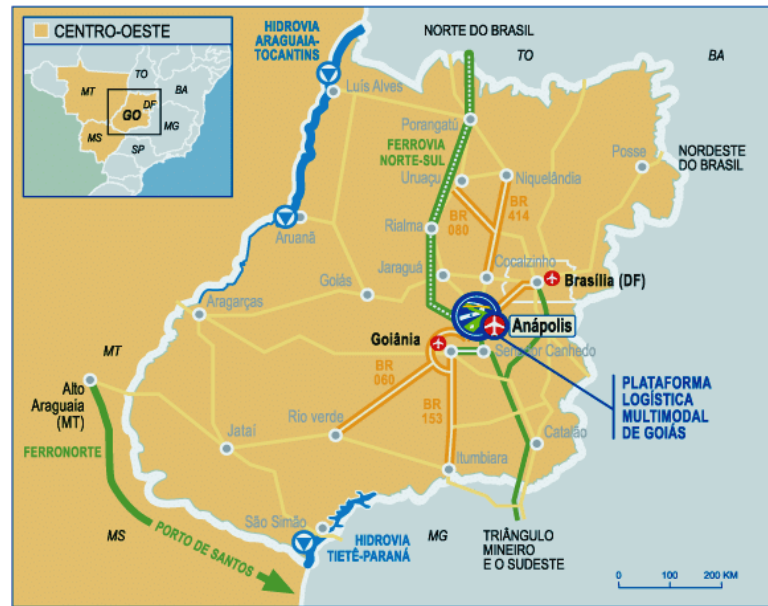 CENTRO-OESTE
TO
MT
BA
DF
GO
MS
MG
SP
HIDROVIA
ARAGUAIA-
TOCANTINS
NORTE DO BRASIL
TO
BA
Luís Alves
Porangatú
FERROVIA
NORTE-SUL
Uruaçu
Niquelândia
Posse
NORDESTE
DO BRASIL
BR
080
BR
414
Aruanã
Rialma
Jaraguá
Cocalzinho
Goiás
Brasília (DF)
Aragarças
Anápolis
Goiânia
Senador Canhedo
MT
BR
060
PLATAFORMA
LOGÍSTICA
MULTIMODAL
DE GOIÁS
Alto
Araguaia
(MT)
BR
153
Rio verde
Jataí
Catalão
FERRONORTE
Itumbiara
São Simão
MS
PORTO DE SANTOS
HIDROVIA
TIETÊ-PARANÁ
MG
TRIÂNGULO
MINEIRO
E O SUDESTE
0 100 200 KM